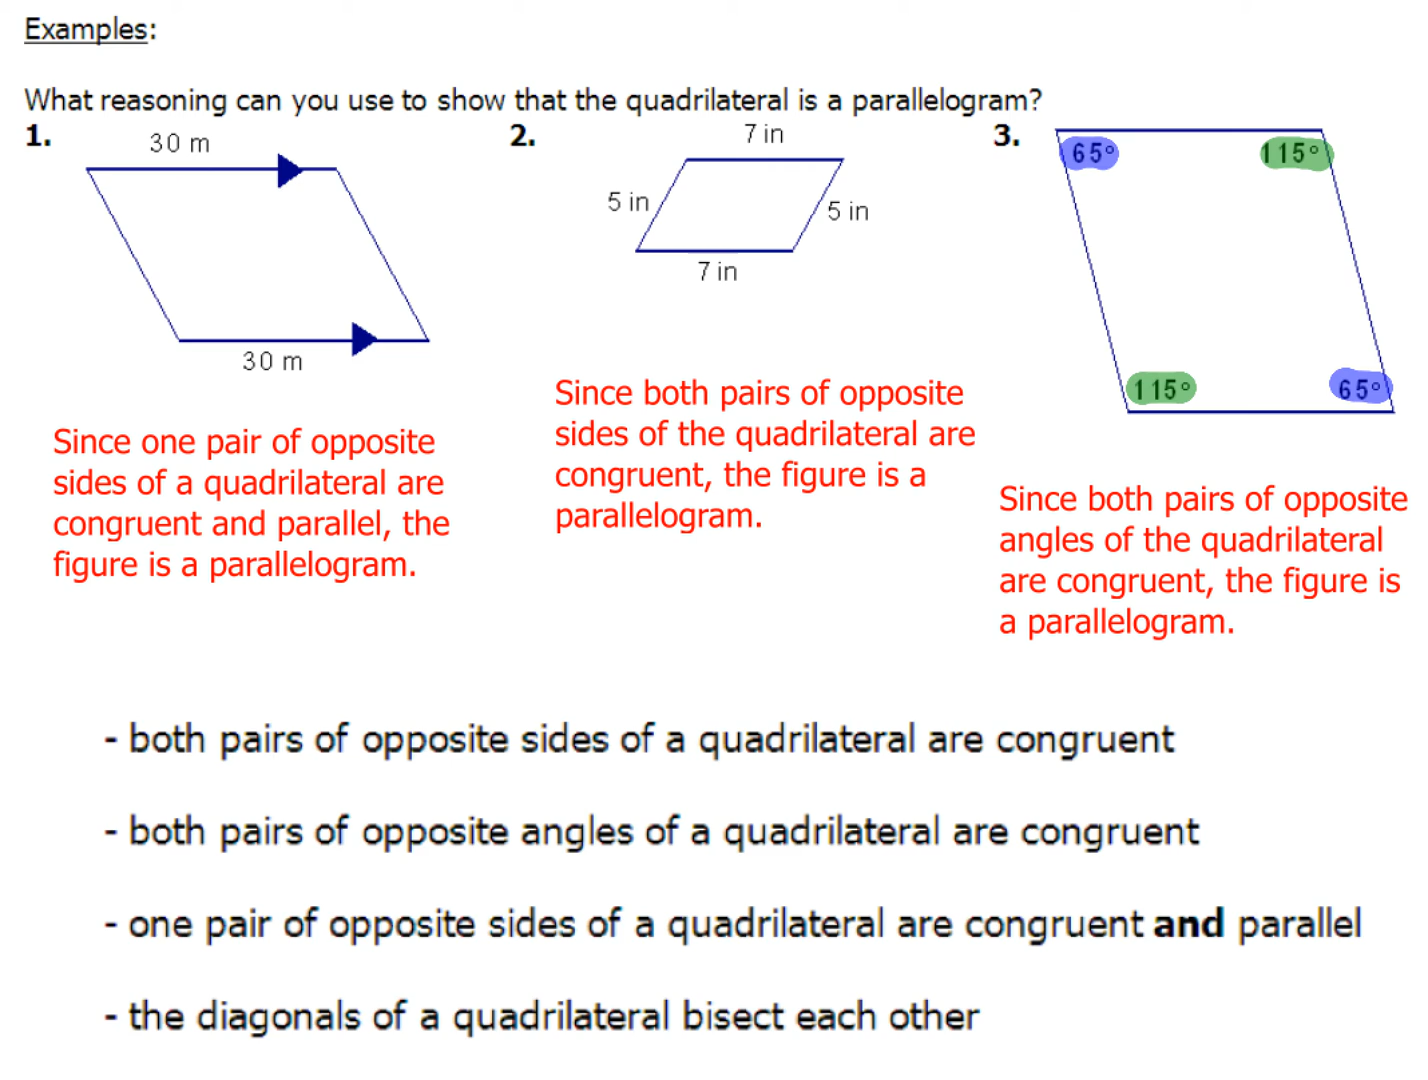 Examples:
What reasoning can you use to show that the quadrilateral is a parallelogram?
1.
30 m
30 m
Since one pair of opposite
sides of a quadrilateral are
congruent and parallel, the
figure is a parallelogram.
2.
7 in
5 in
5 in
7 in
Since both pairs of opposite
sides of the quadrilateral are
congruent, the figure is a
parallelogram.
3.
65°
115°
115°
65°
Since both pairs of opposite
angles of the quadrilateral
are congruent, the figure is
a parallelogram.
- both pairs of opposite sides of a quadrilateral are congruent
- both pairs of opposite angles of a quadrilateral are congruent
- one pair of opposite sides of a quadrilateral are congruent and parallel
- the diagonals of a quadrilateral bisect each other